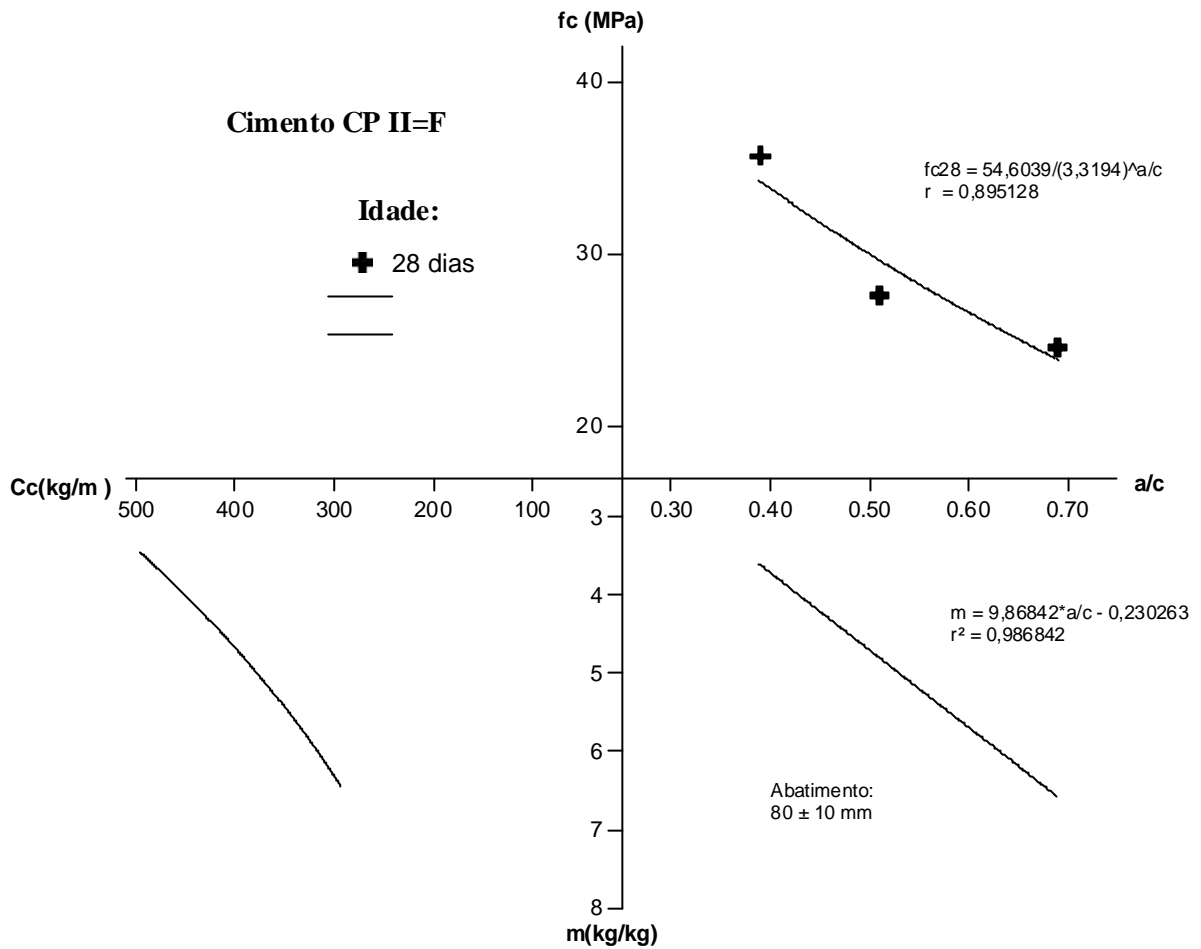 fc (MPa)
40
Cimento CP II=F
fc28 = 54,6039/(3,3194)^a/c
r = 0,895128
Idade:
28 dias
30
20
Cc(kg/m )
a/c
500 400 300 200 100 0.30 0.40 0.50 0.60 0.70
3
4
m = 9,86842*a/c - 0,230263
r² = 0,986842
5
6
Abatimento:
80 ± 10 mm
7
8
m(kg/kg)